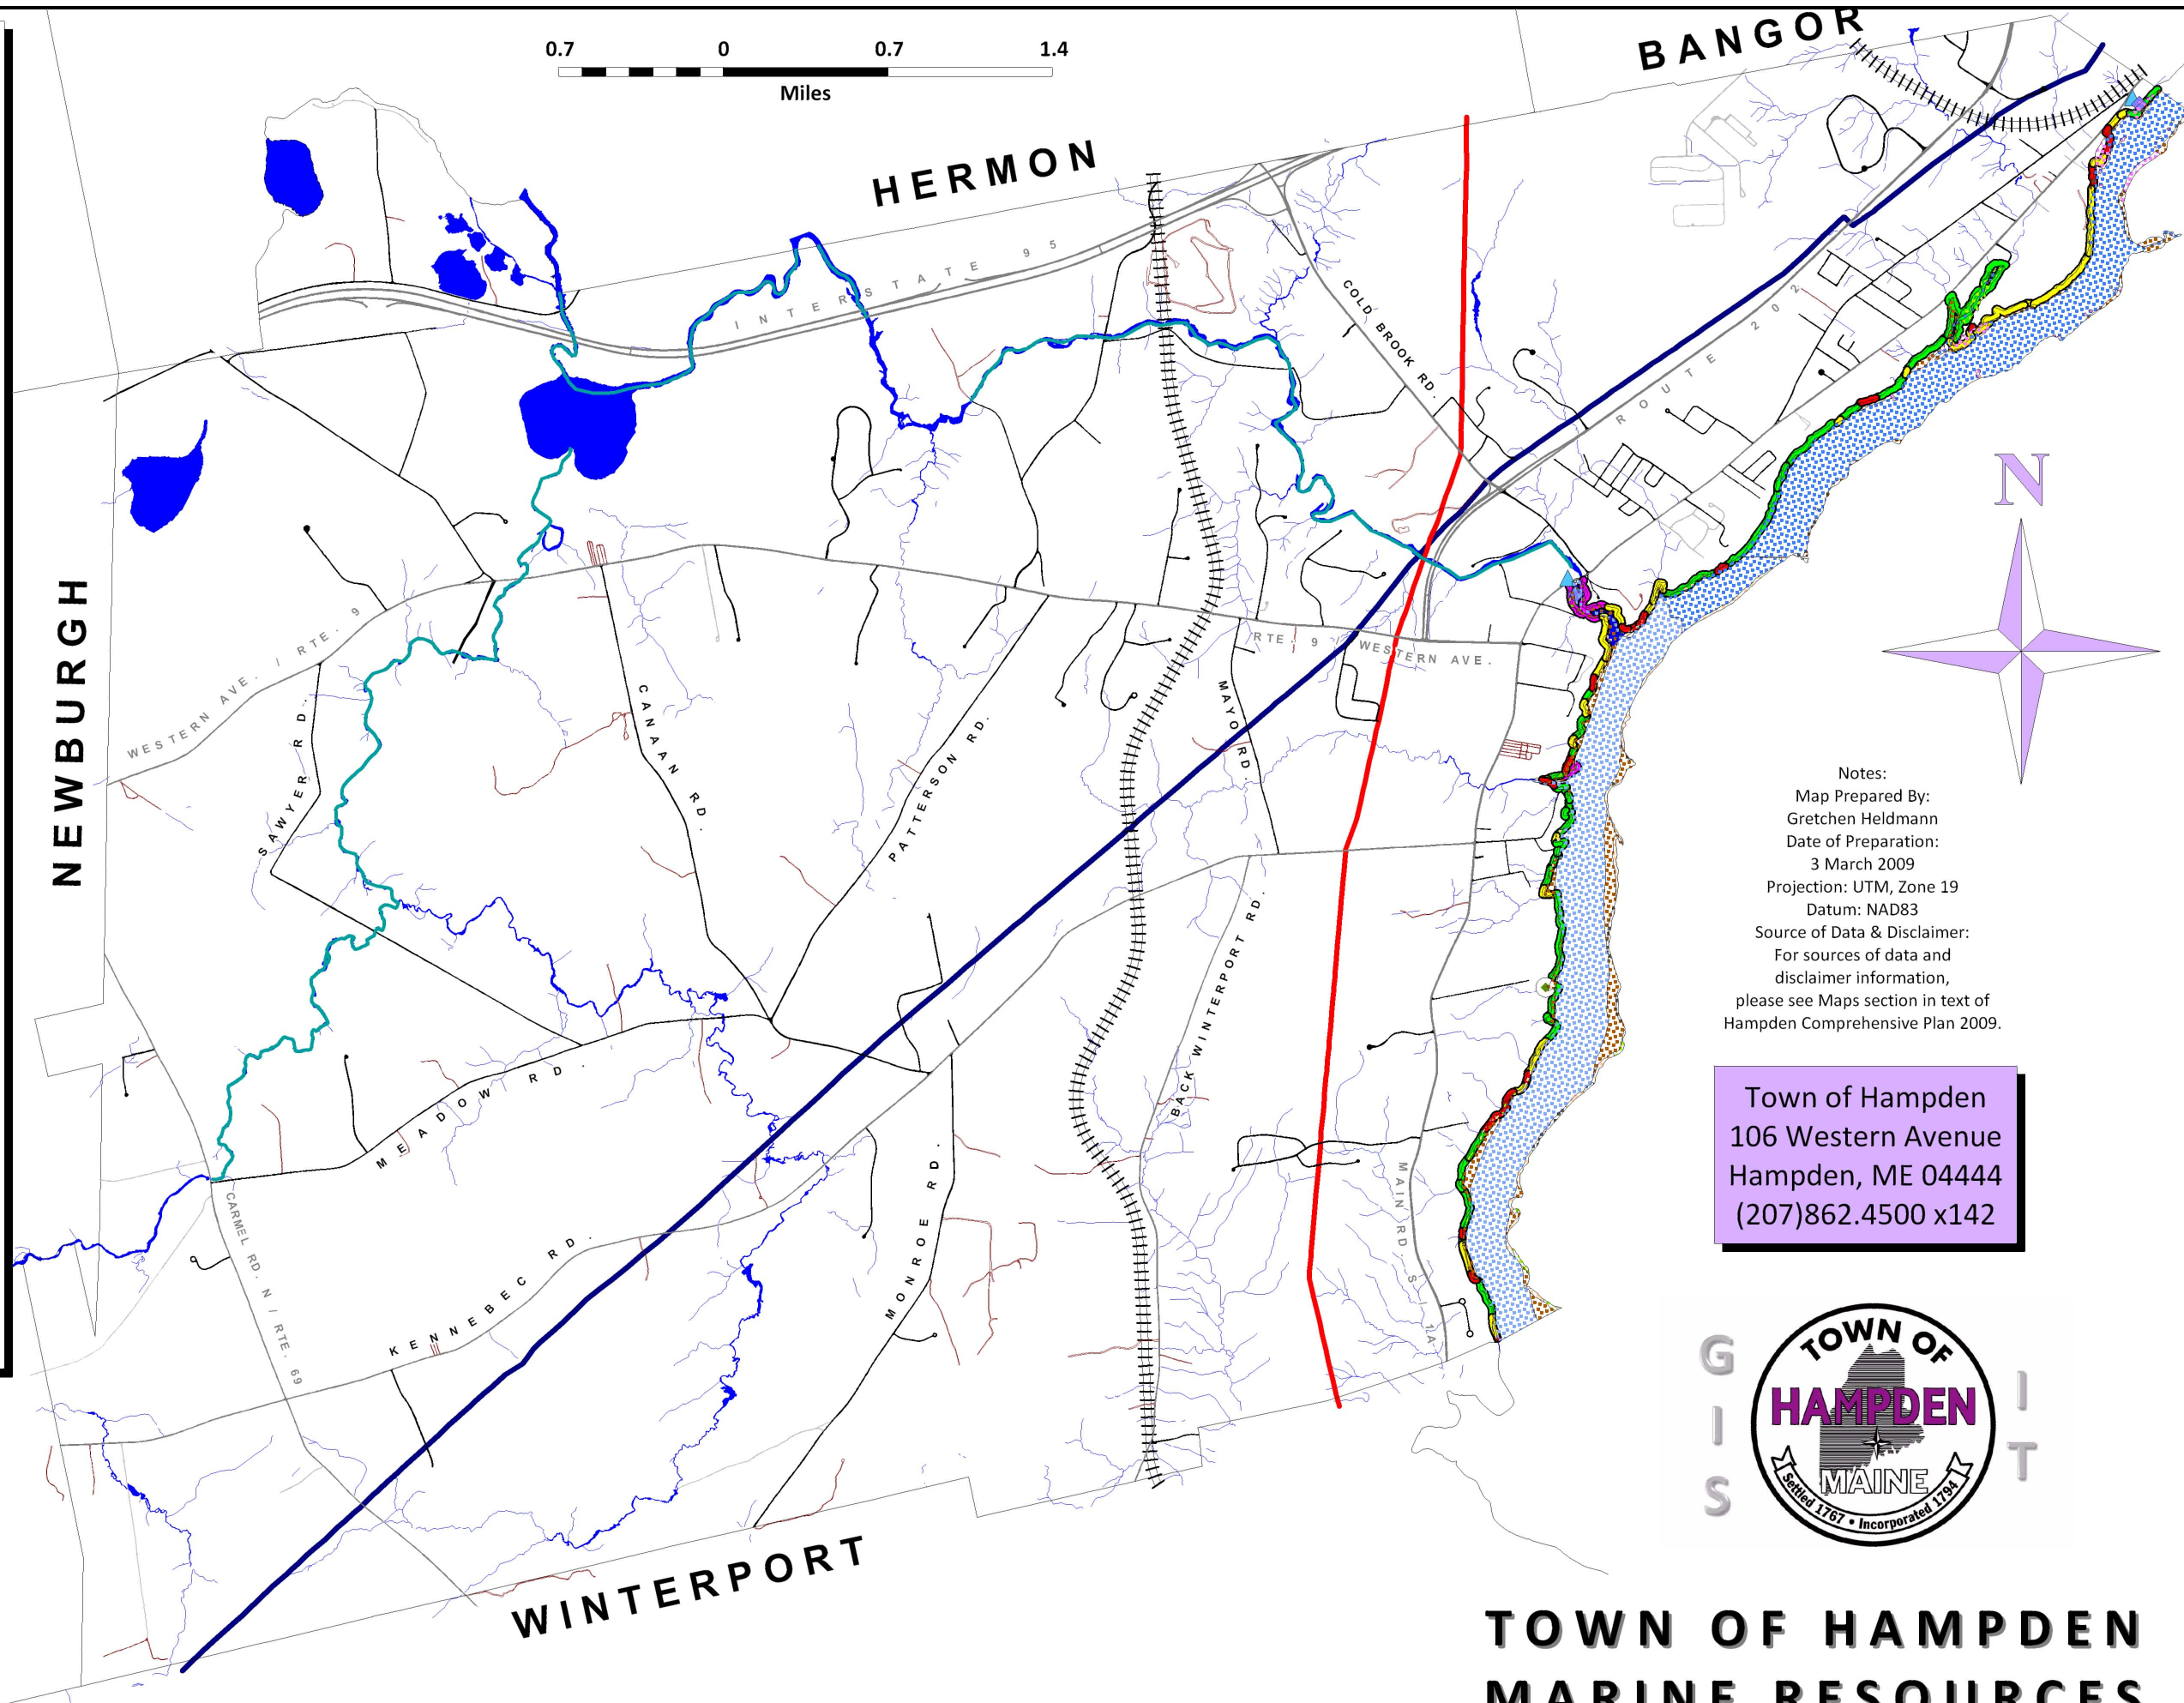 BANGOR
0.7 0 0.7 1.4
Miles
HERMON
INTERSTATE 95
COLD BROOK RD.
ROUTE 202
N
NEWBURGH
WESTERN AVE. / RTE. 9
RTE. 9 WESTERN AVE.
SAWYER RD.
CANAAN RD.
PATTERSON RD.
MAYO RD.
Notes:
Map Prepared By:
Gretchen Heldmann
Date of Preparation:
3 March 2009
Projection: UTM, Zone 19
Datum: NAD83
Source of Data & Disclaimer:
For sources of data and
disclaimer information,
please see Maps section in text of
Hampden Comprehensive Plan 2009.
BACK WINTERPORT RD.
MEADOW RD.
Town of Hampden
106 Western Avenue
Hampden, ME 04444
(207)862.4500 x142
CARMEL RD. N / RTE. 69
KENNEBEC RD.
MONROE RD.
MAIN RD. S / 1A
GIS
TOWN OF
HAMPDEN
MAINE
Settled 1767 • Incorporated 1794
IT
WINTERPORT
TOWN OF HAMPDEN
MARINE RESOURCES